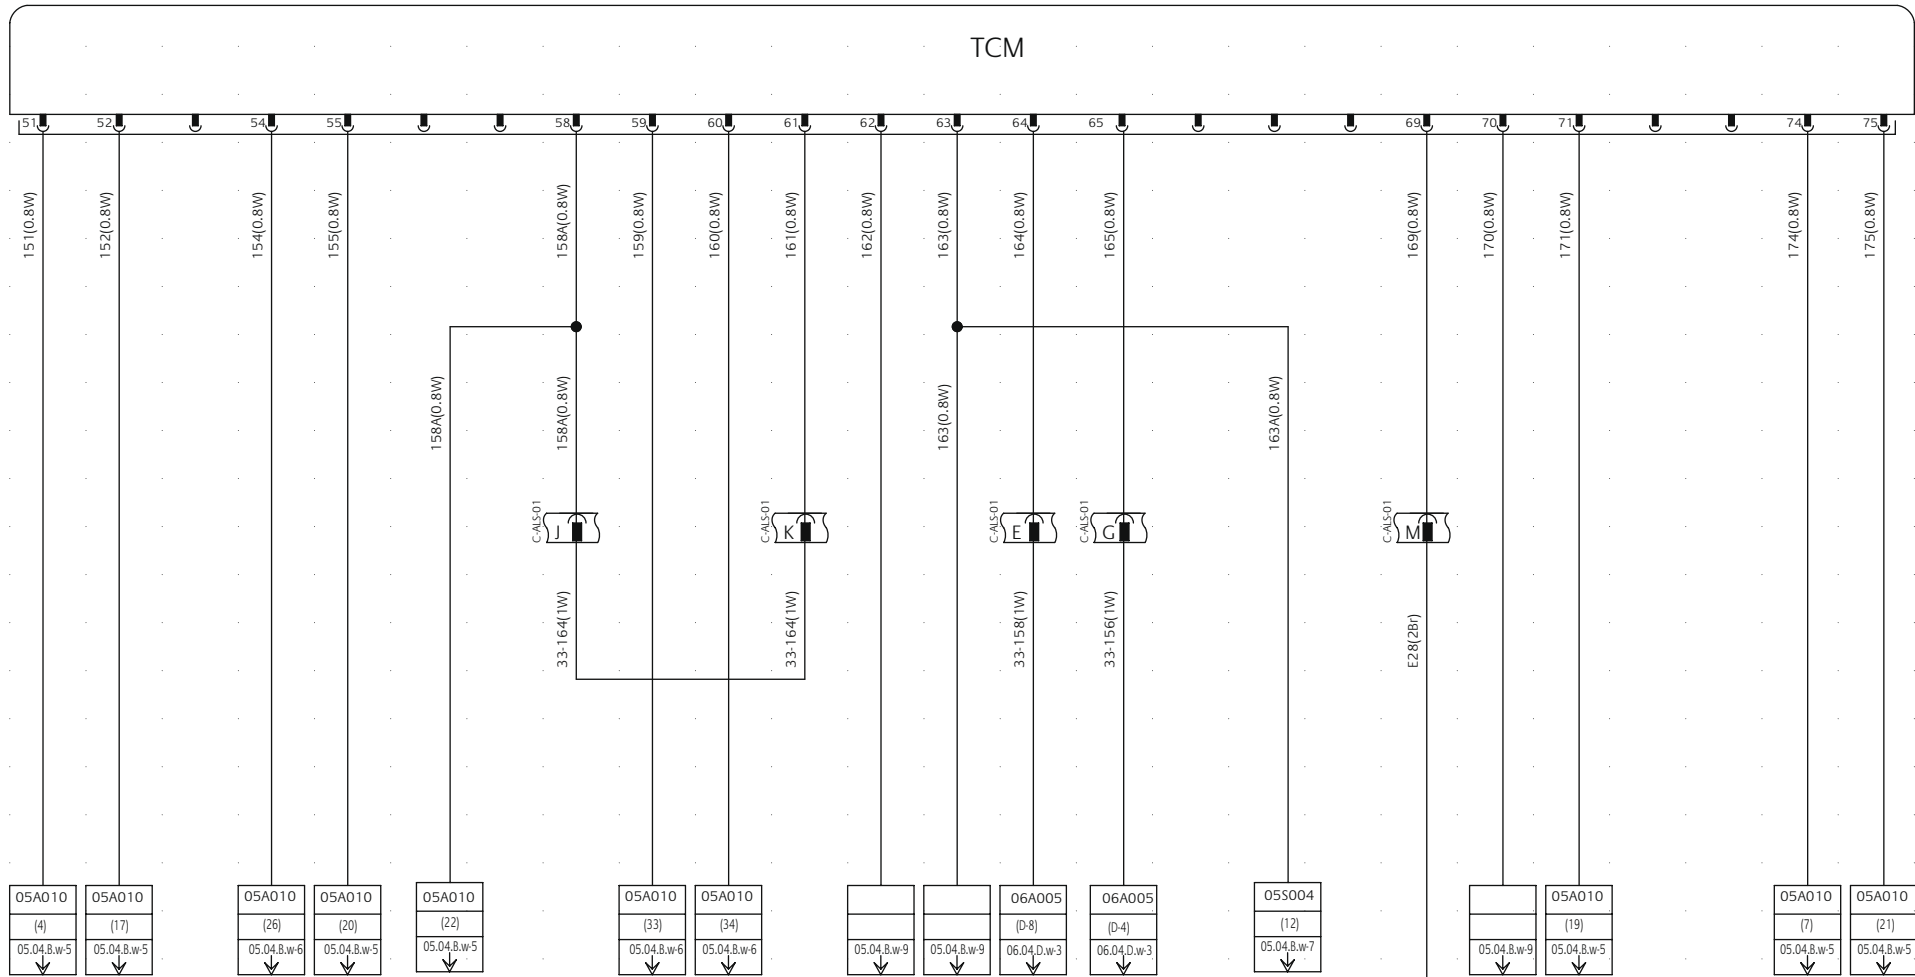 TCM
51 52 54 55 58 59 60 61 62 63 64 65 69 70 71 74 75
151(0.8W)
152(0.8W)
154(0.8W)
155(0.8W)
158A(0.8W)
159(0.8W)
160(0.8W)
161(0.8W)
162(0.8W)
163(0.8W)
164(0.8W)
165(0.8W)
169(0.8W)
170(0.8W)
171(0.8W)
174(0.8W)
175(0.8W)
158A(0.8W)
158A(0.8W)
163(0.8W)
163A(0.8W)
C-ALS-01
J
C-ALS-01
K
C-ALS-01
E
C-ALS-01
G
C-ALS-01
M
33-164(1W)
33-164(1W)
33-158(1W)
33-156(1W)
E28(2Br)
05A010
(4)
05.04.B.w-5
05A010
(17)
05.04.B.w-5
05A010
(26)
05.04.B.w-6
05A010
(20)
05.04.B.w-5
05A010
(22)
05.04.B.w-5
05A010
(33)
05.04.B.w-6
05A010
(34)
05.04.B.w-6
05.04.B.w-9
05.04.B.w-9
06A005
(D-8)
06.04.D.w-3
06A005
(D-4)
06.04.D.w-3
05S004
(12)
05.04.B.w-7
05.04.B.w-9
05A010
(19)
05.04.B.w-5
05A010
(7)
05.04.B.w-5
05A010
(21)
05.04.B.w-5